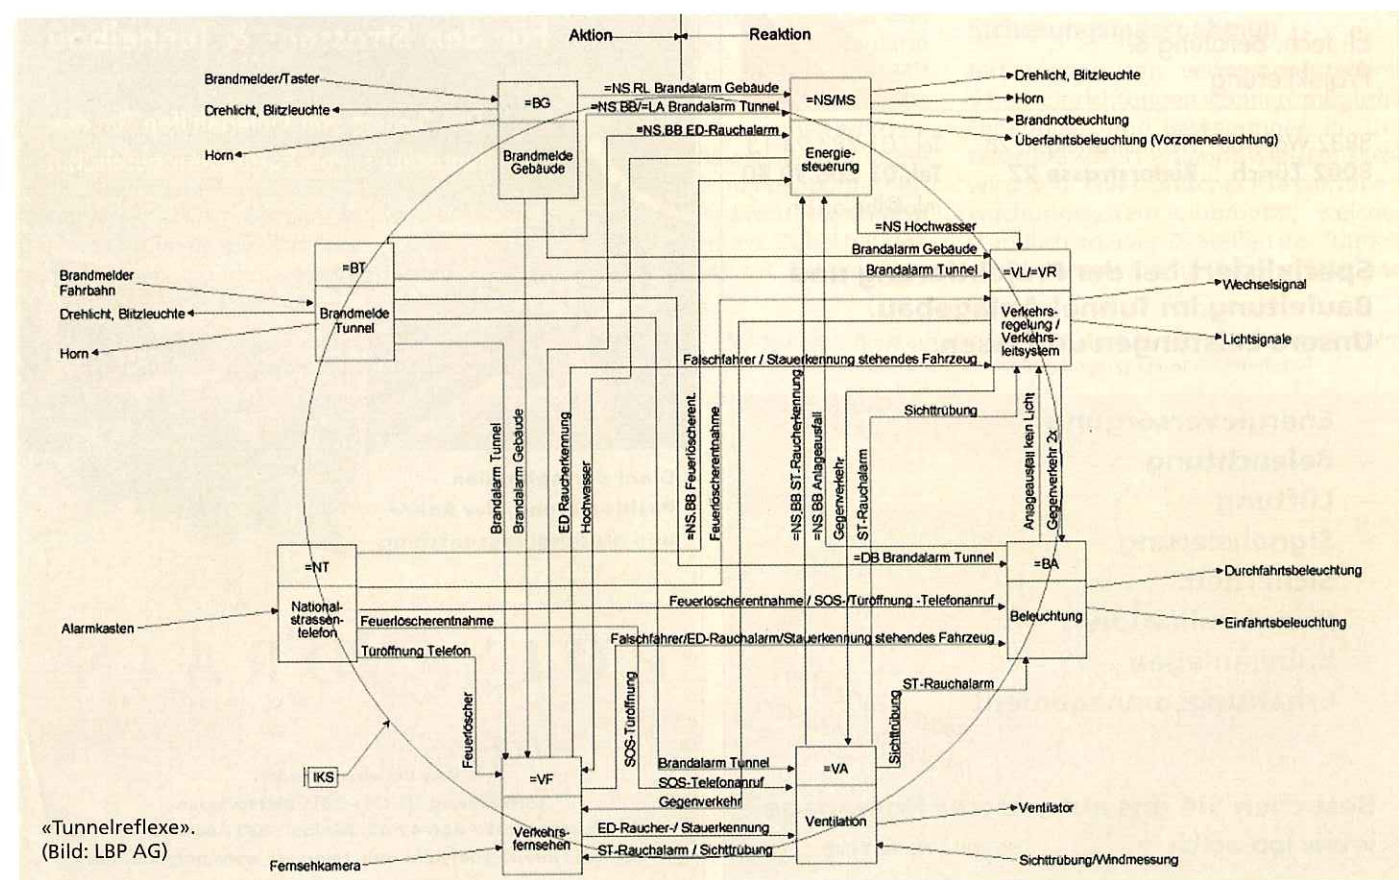 Aktion
Reaktion
Brandmelder/Taster
Drehlicht, Blitzleuchte
Horn
=BG
Brandmelde
Gebäude
=NS.RL Brandalarm Gebäude
=NS BB/=LA Brandalarm Tunnel
=NS.BB ED-Rauchalarm
=NS/MS
Energie-
steuerung
Drehlicht, Blitzleuchte
Horn
Brandnotbeuchtung
Überfahrtsbeleuchtung (Vorzoneneleuchtung)
=NS Hochwasser
Brandalarm Gebäude
Brandalarm Tunnel
=BT
Brandmelde
Tunnel
Brandmelder
Fahrbahn
Drehlicht, Blitzleuchte
Horn
=VL/=VR
Verkehrs-
regelung /
Verkehrs-
leitsystem
Wechselsignal
Lichtsignale
Falschfahrer / Stauerkennung stehendes Fahrzeug
Sichttrübung
Brandalarm Tunnel
Brandalarm Gebäude
ED Raucherkennung
Hochwasser
=NS.BB Feuerlöscherent.
Feuerlöscherentnahme
=NS.BB ST.-Raucherkennung
=NS.BB Anlageausfall
Gegenverkehr
ST-Rauchalarm
Anlageausfall kein Licht
Gegenverkehr 2x
=NT
National-
strassen-
telefon
Alarmkasten
=DB Brandalarm Tunnel
=BA
Beleuchtung
Durchfahrtsbeleuchtung
Einfahrtsbeleuchtung
Feuerlöscherentnahme / SOS-/Türöffnung -Telefonanruf
Feuerlöscherentnahme
Falschfahrer/ED-Rauchalarm/Stauerkennung stehendes Fahrzeug
Türöffnung Telefon
Feuerlöscher
SOS-Türöffnung
ST-Rauchalarm
Sichttrübung
IKS
=VF
Verkehrs-
fernsehen
Brandalarm Tunnel
SOS-Telefonanruf
Gegenverkehr
ED-Raucher-/ Stauerkennung
ST-Rauchalarm / Sichttrübung
=VA
Ventilation
Ventilator
Sichttrübung/Windmessung
Fernsehkamera
«Tunnelreflexe».
(Bild: LBP AG)